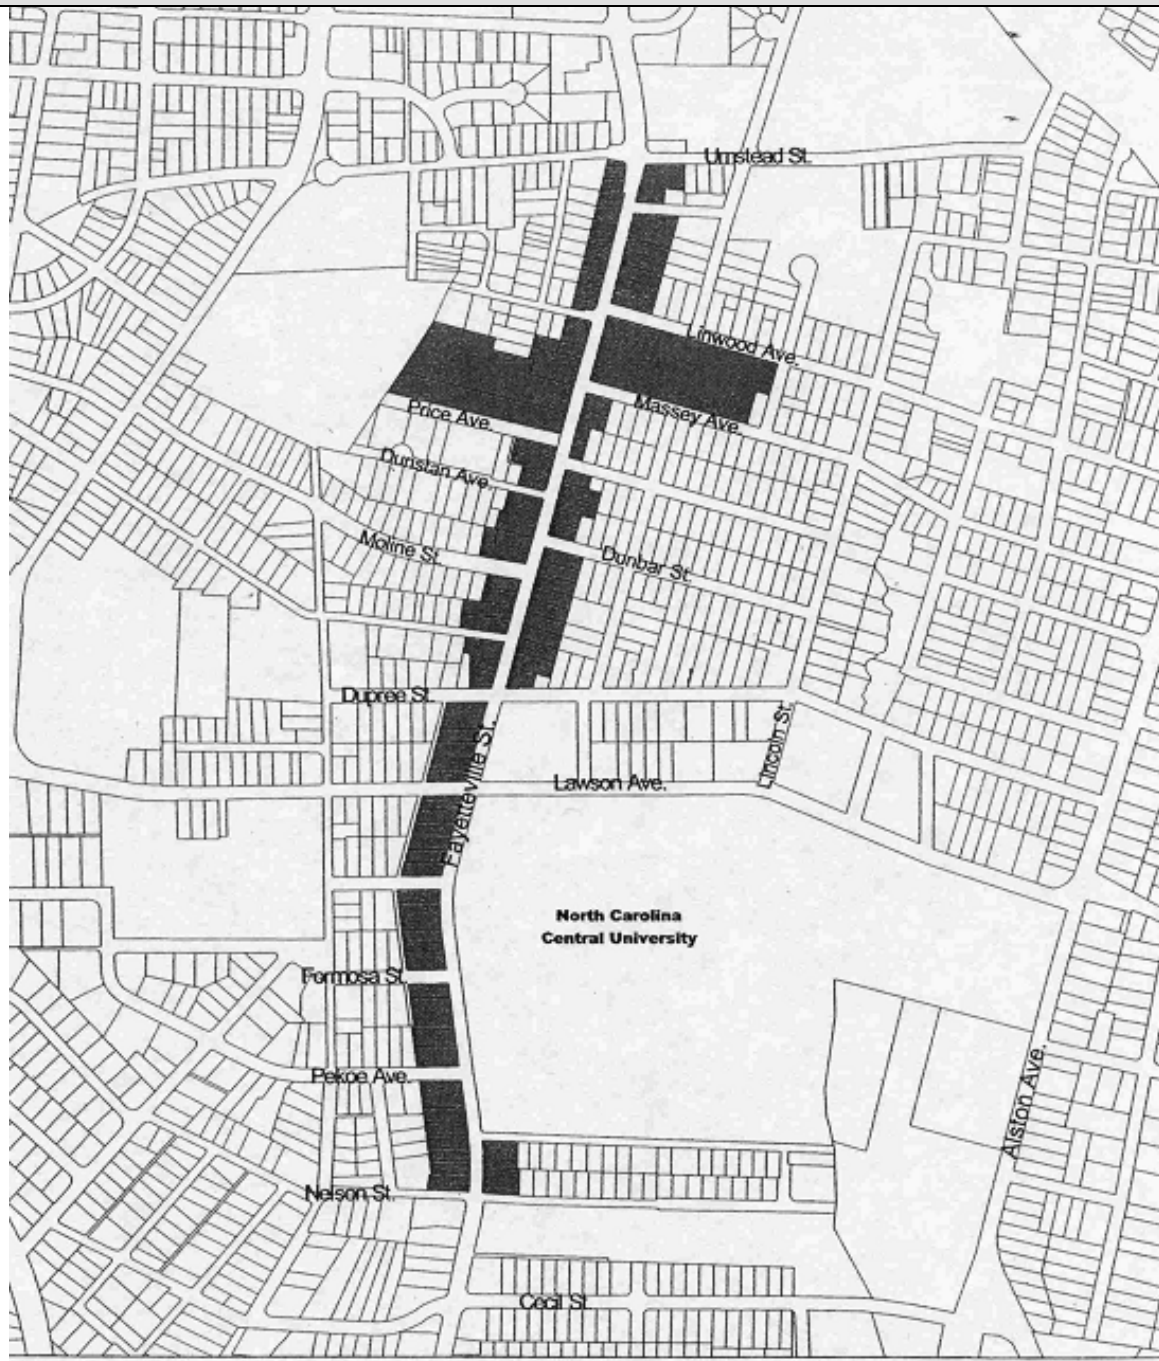 Umstead St.
Linwood Ave.
Massey Ave.
Price Ave.
Dunstan Ave.
Moline St.
Dunbar St.
Dupree St.
Fayetteville St.
Lincoln St.
Lawson Ave.
North Carolina
Central University
Formosa St.
Pekoe Ave.
Alston Ave.
Nelson St.
Cecil St.